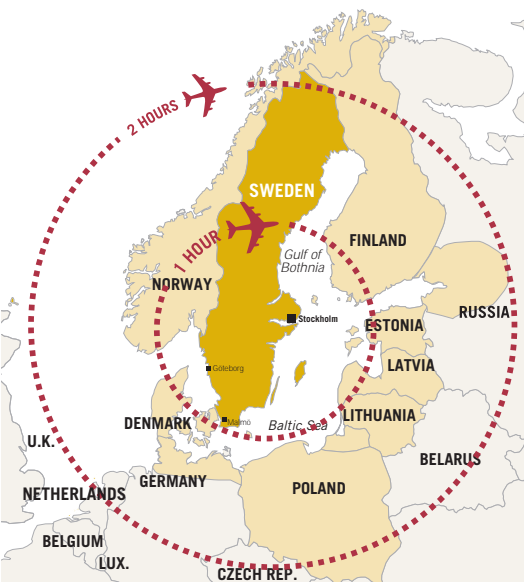 2 HOURS
SWEDEN
1 HOUR
FINLAND
Gulf of
Bothnia
NORWAY
RUSSIA
Stockholm
ESTONIA
LATVIA
Göteborg
LITHUANIA
DENMARK
Malmö
Baltic Sea
U.K.
BELARUS
GERMANY
POLAND
NETHERLANDS
BELGIUM
LUX.
CZECH REP.